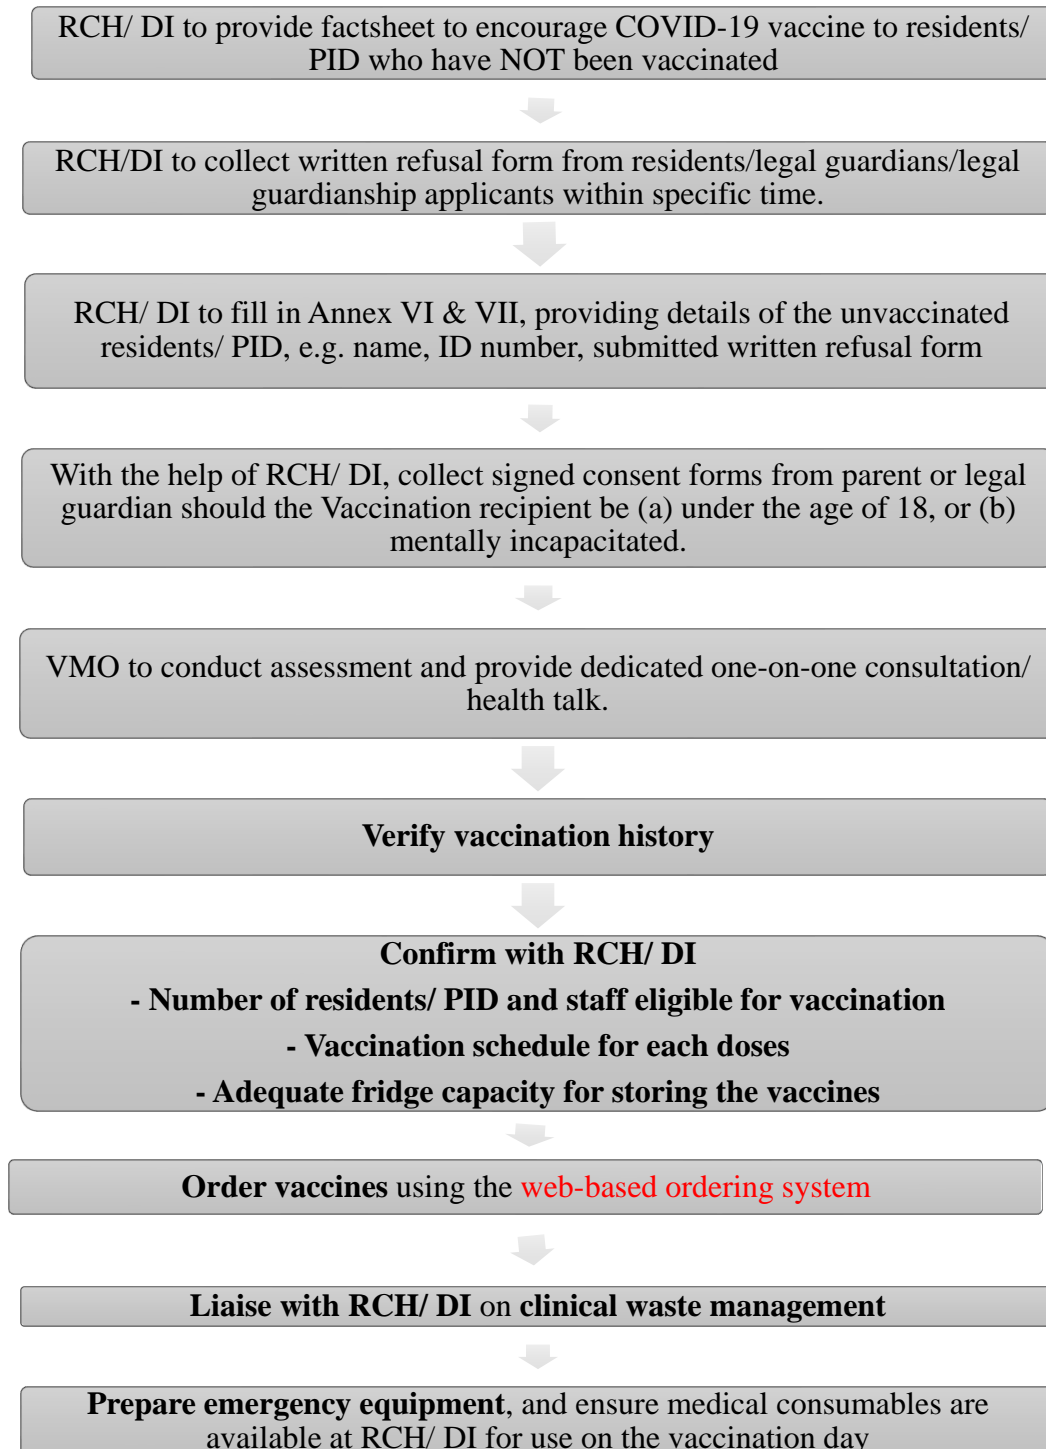 RCH/ DI to provide factsheet to encourage COVID-19 vaccine to residents/
PID who have NOT been vaccinated
RCH/DI to collect written refusal form from residents/legal guardians/legal
guardianship applicants within specific time.
RCH/ DI to fill in Annex VI & VII, providing details of the unvaccinated
residents/ PID, e.g. name, ID number, submitted written refusal form
With the help of RCH/ DI, collect signed consent forms from parent or legal
guardian should the Vaccination recipient be (a) under the age of 18, or (b)
mentally incapacitated.
VMO to conduct assessment and provide dedicated one-on-one consultation/
health talk.
Verify vaccination history
Confirm with RCH/ DI
- Number of residents/ PID and staff eligible for vaccination
- Vaccination schedule for each doses
- Adequate fridge capacity for storing the vaccines
Order vaccines using the web-based ordering system
Liaise with RCH/ DI on clinical waste management
Prepare emergency equipment, and ensure medical consumables are
available at RCH/ DI for use on the vaccination day